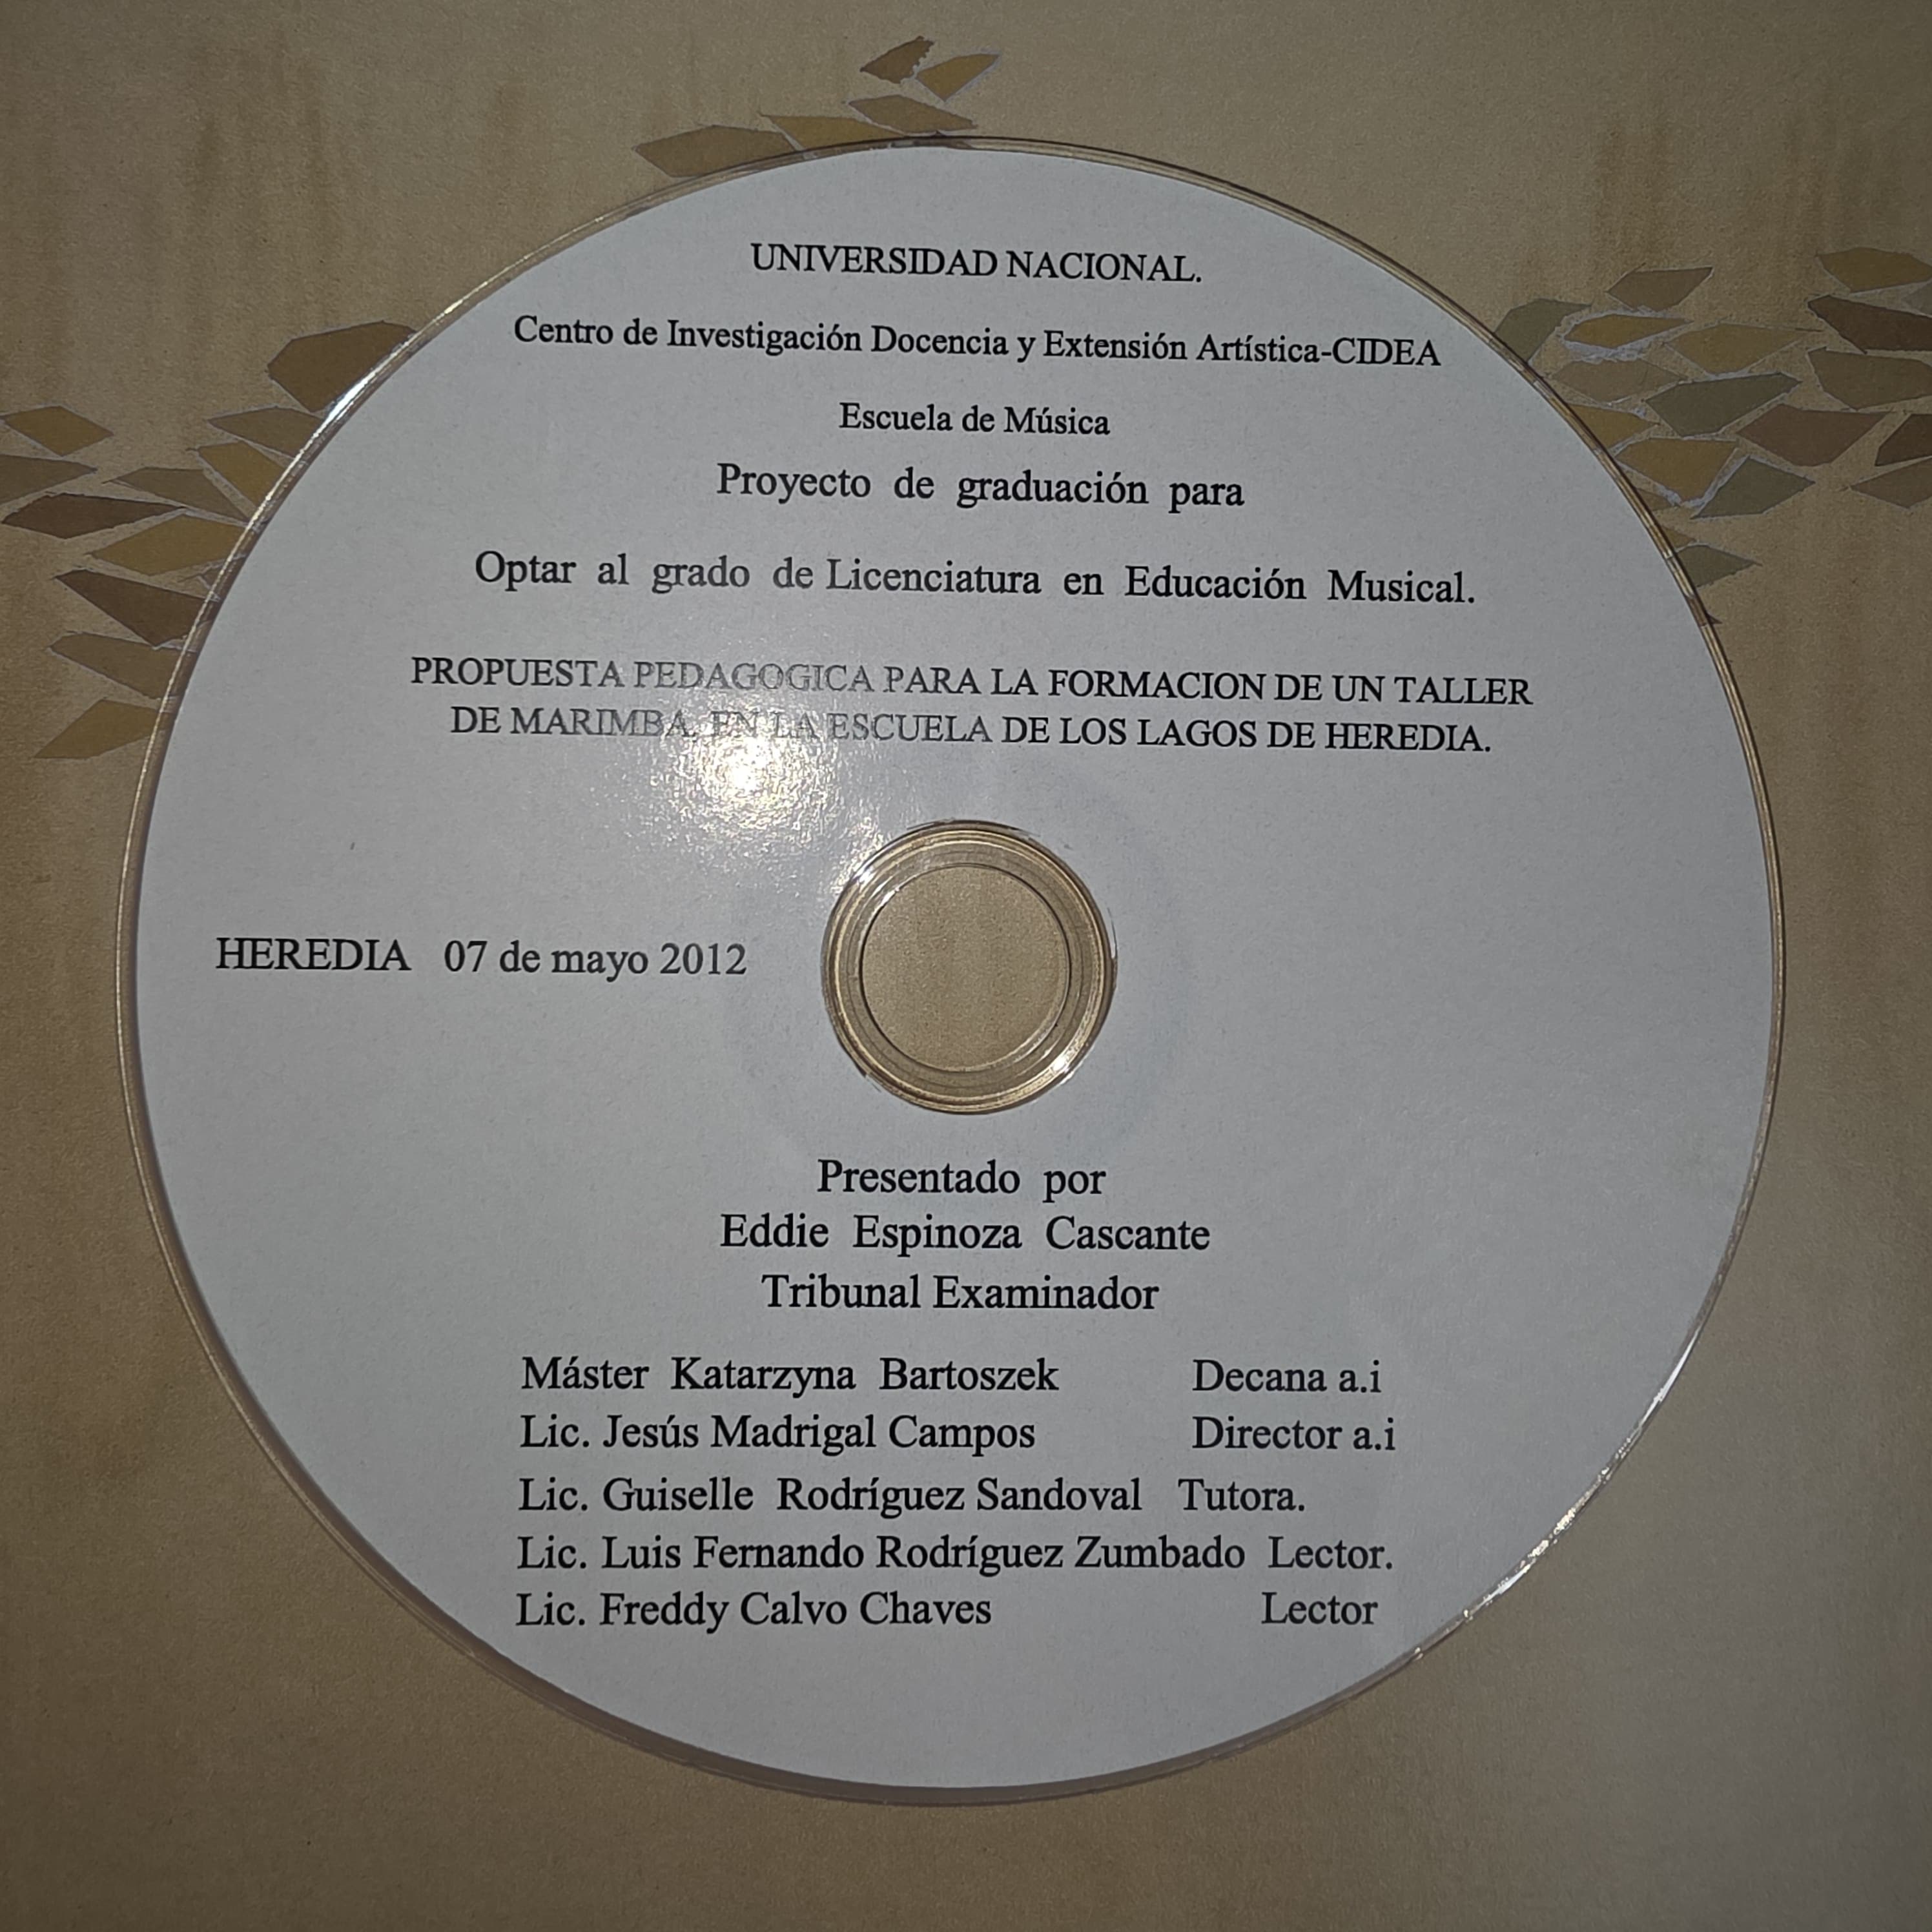 UNIVERSIDAD NACIONAL.
Centro de Investigación Docencia y Extensión Artística-CIDEA
Escuela de Música
Proyecto de graduación para
Optar al grado de Licenciatura en Educación Musical.
PROPUESTA PEDAGOGICA PARA LA FORMACION DE UN TALLER
DE MARIMBA, EN LA ESCUELA DE LOS LAGOS DE HEREDIA.
HEREDIA 07 de mayo 2012
Presentado por
Eddie Espinoza Cascante
Tribunal Examinador
Máster Katarzyna Bartoszek Decana a.i
Lic. Jesús Madrigal Campos Director a.i
Lic. Guiselle Rodríguez Sandoval Tutora.
Lic. Luis Fernando Rodríguez Zumbado Lector.
Lic. Freddy Calvo Chaves Lector